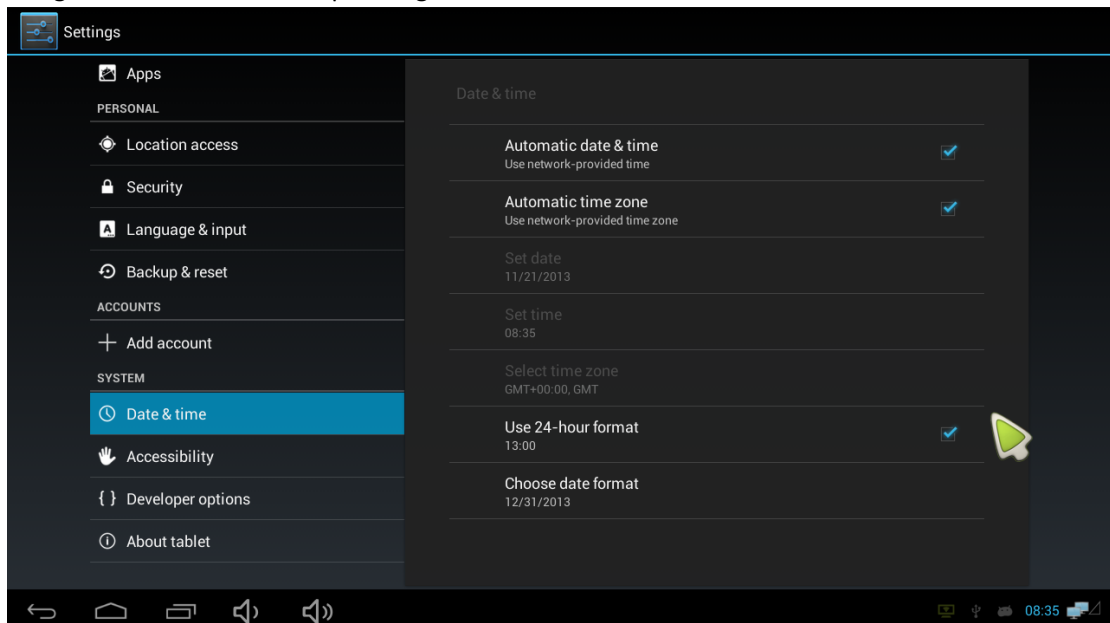 Settings
Apps
PERSONAL
Location access
Security
Language & input
Backup & reset
ACCOUNTS
Add account
SYSTEM
Date & time
Accessibility
{ } Developer options
About tablet
Date & time
Automatic date & time
Use network-provided time
Automatic time zone
Use network-provided time zone
Set date
11/21/2013
Set time
08:35
Select time zone
GMT+00:00, GMT
Use 24-hour format
13:00
Choose date format
12/31/2013
08:35